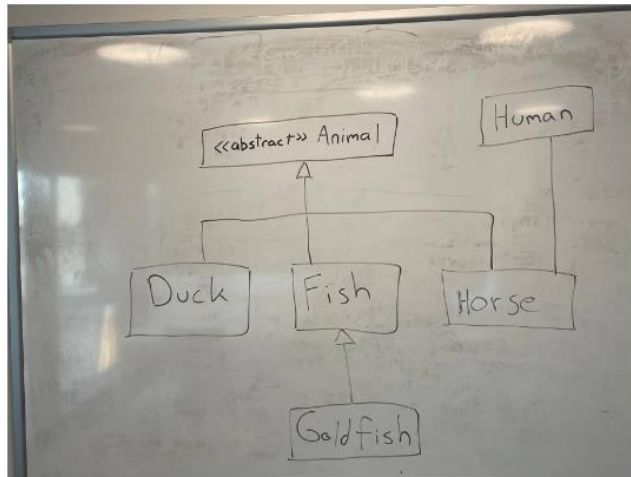 Human
<<abstract>> Animal
Duck
Fish
Horse
Goldfish